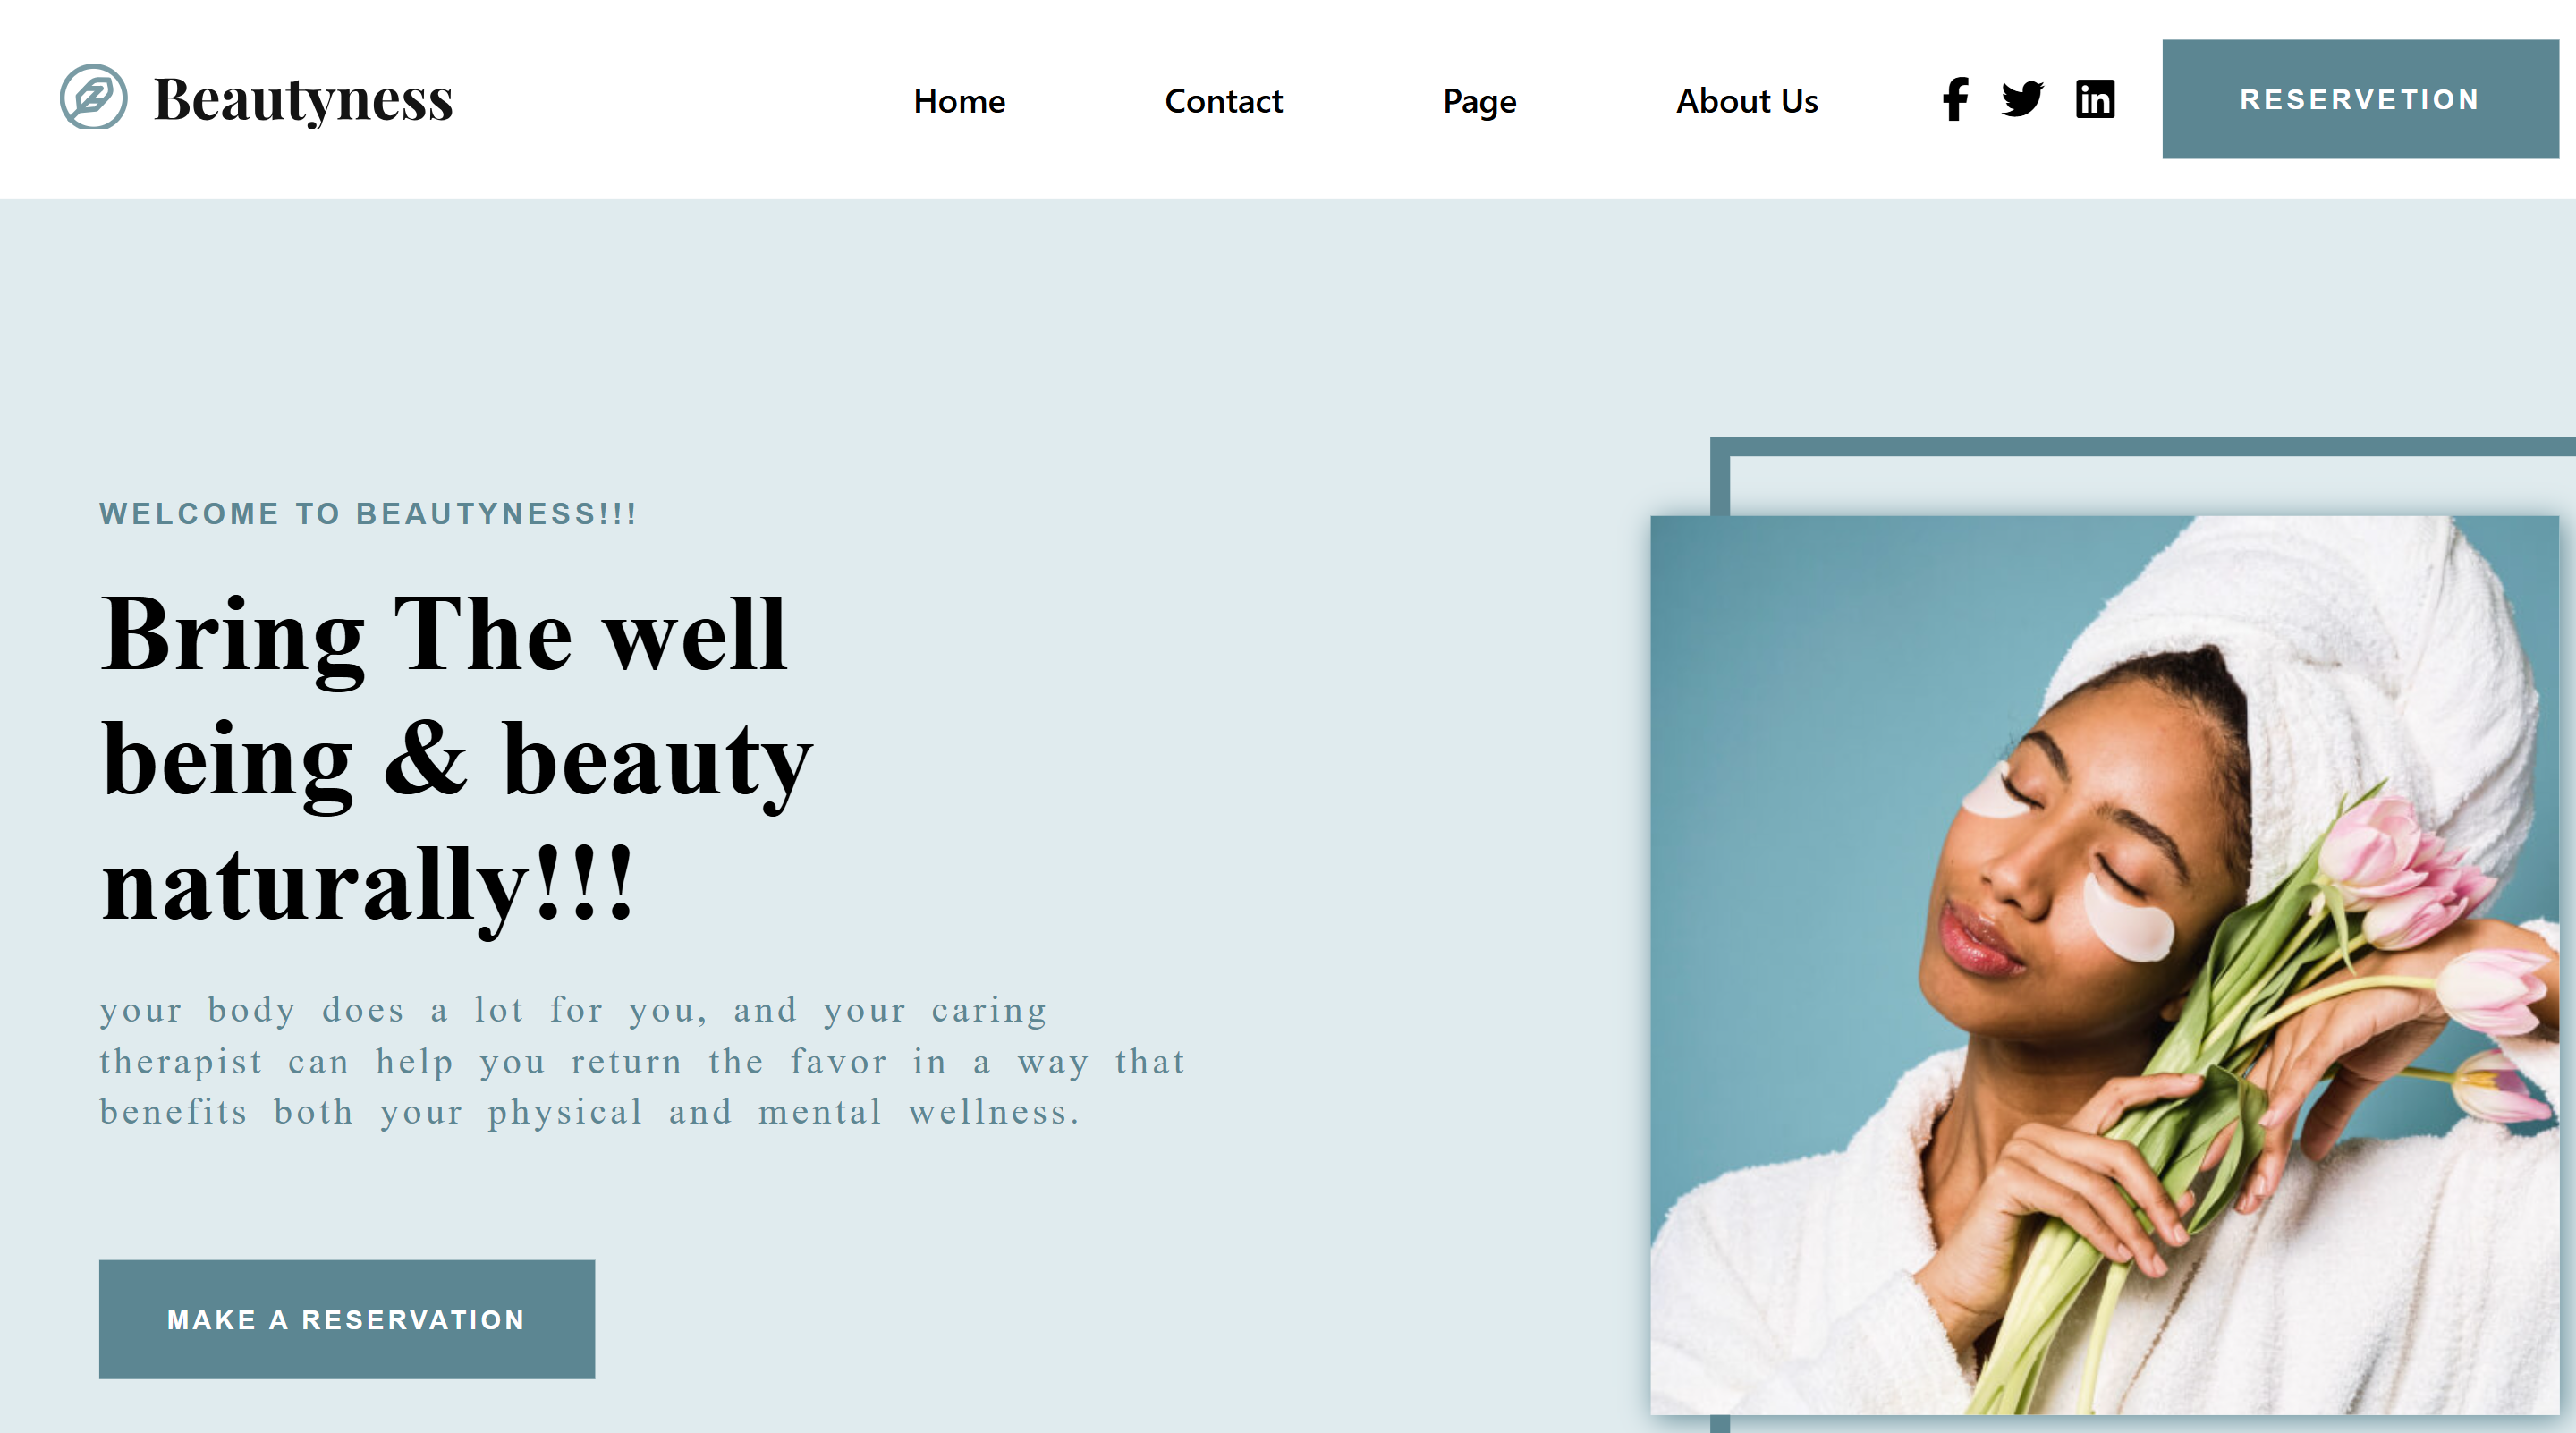 Beautyness
Home Contact Page About Us RESERVETION
WELCOME TO BEAUTYNESS!!!
Bring The well
being & beauty
naturally!!!
your body does a lot for you, and your caring
therapist can help you return the favor in a way that
benefits both your physical and mental wellness.
MAKE A RESERVATION